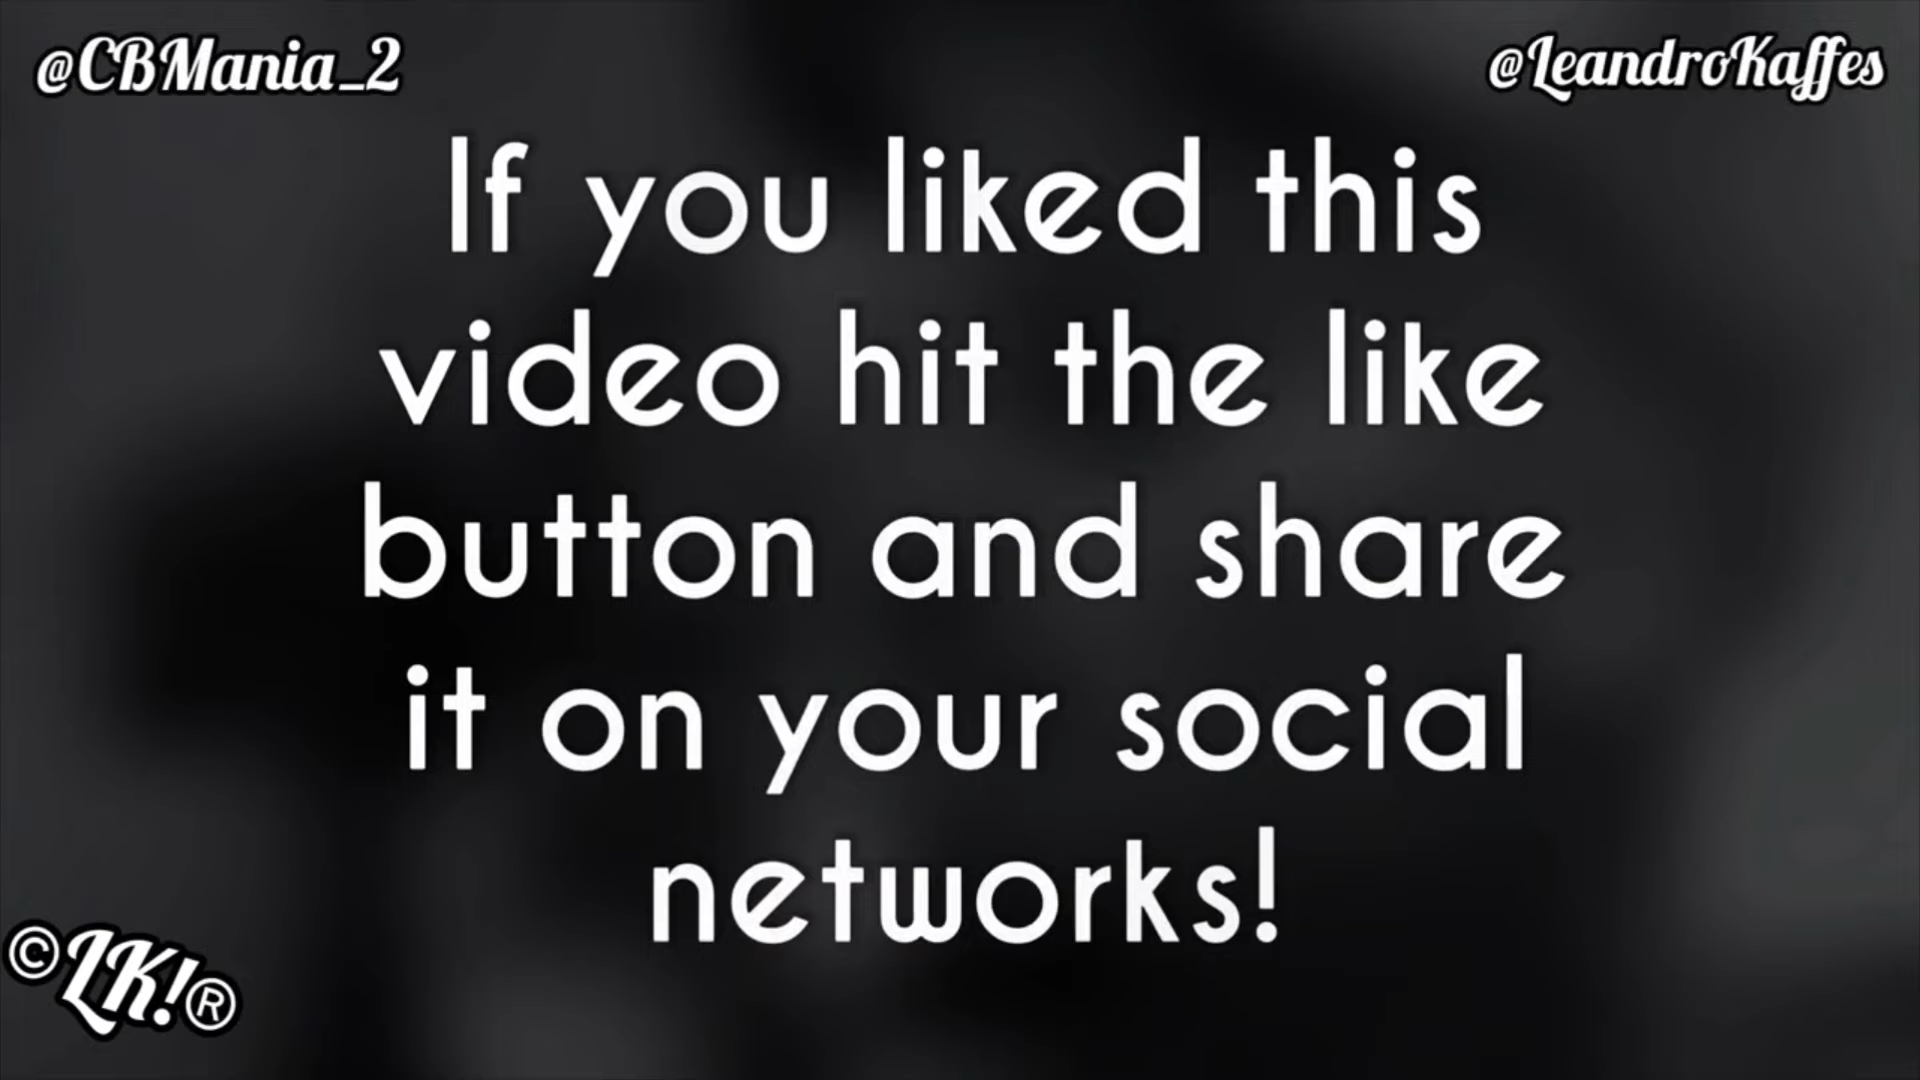 @CBMania_2
@LeandroKaffes
If you liked this
video hit the like
button and share
it on your social
networks!
©LK!®